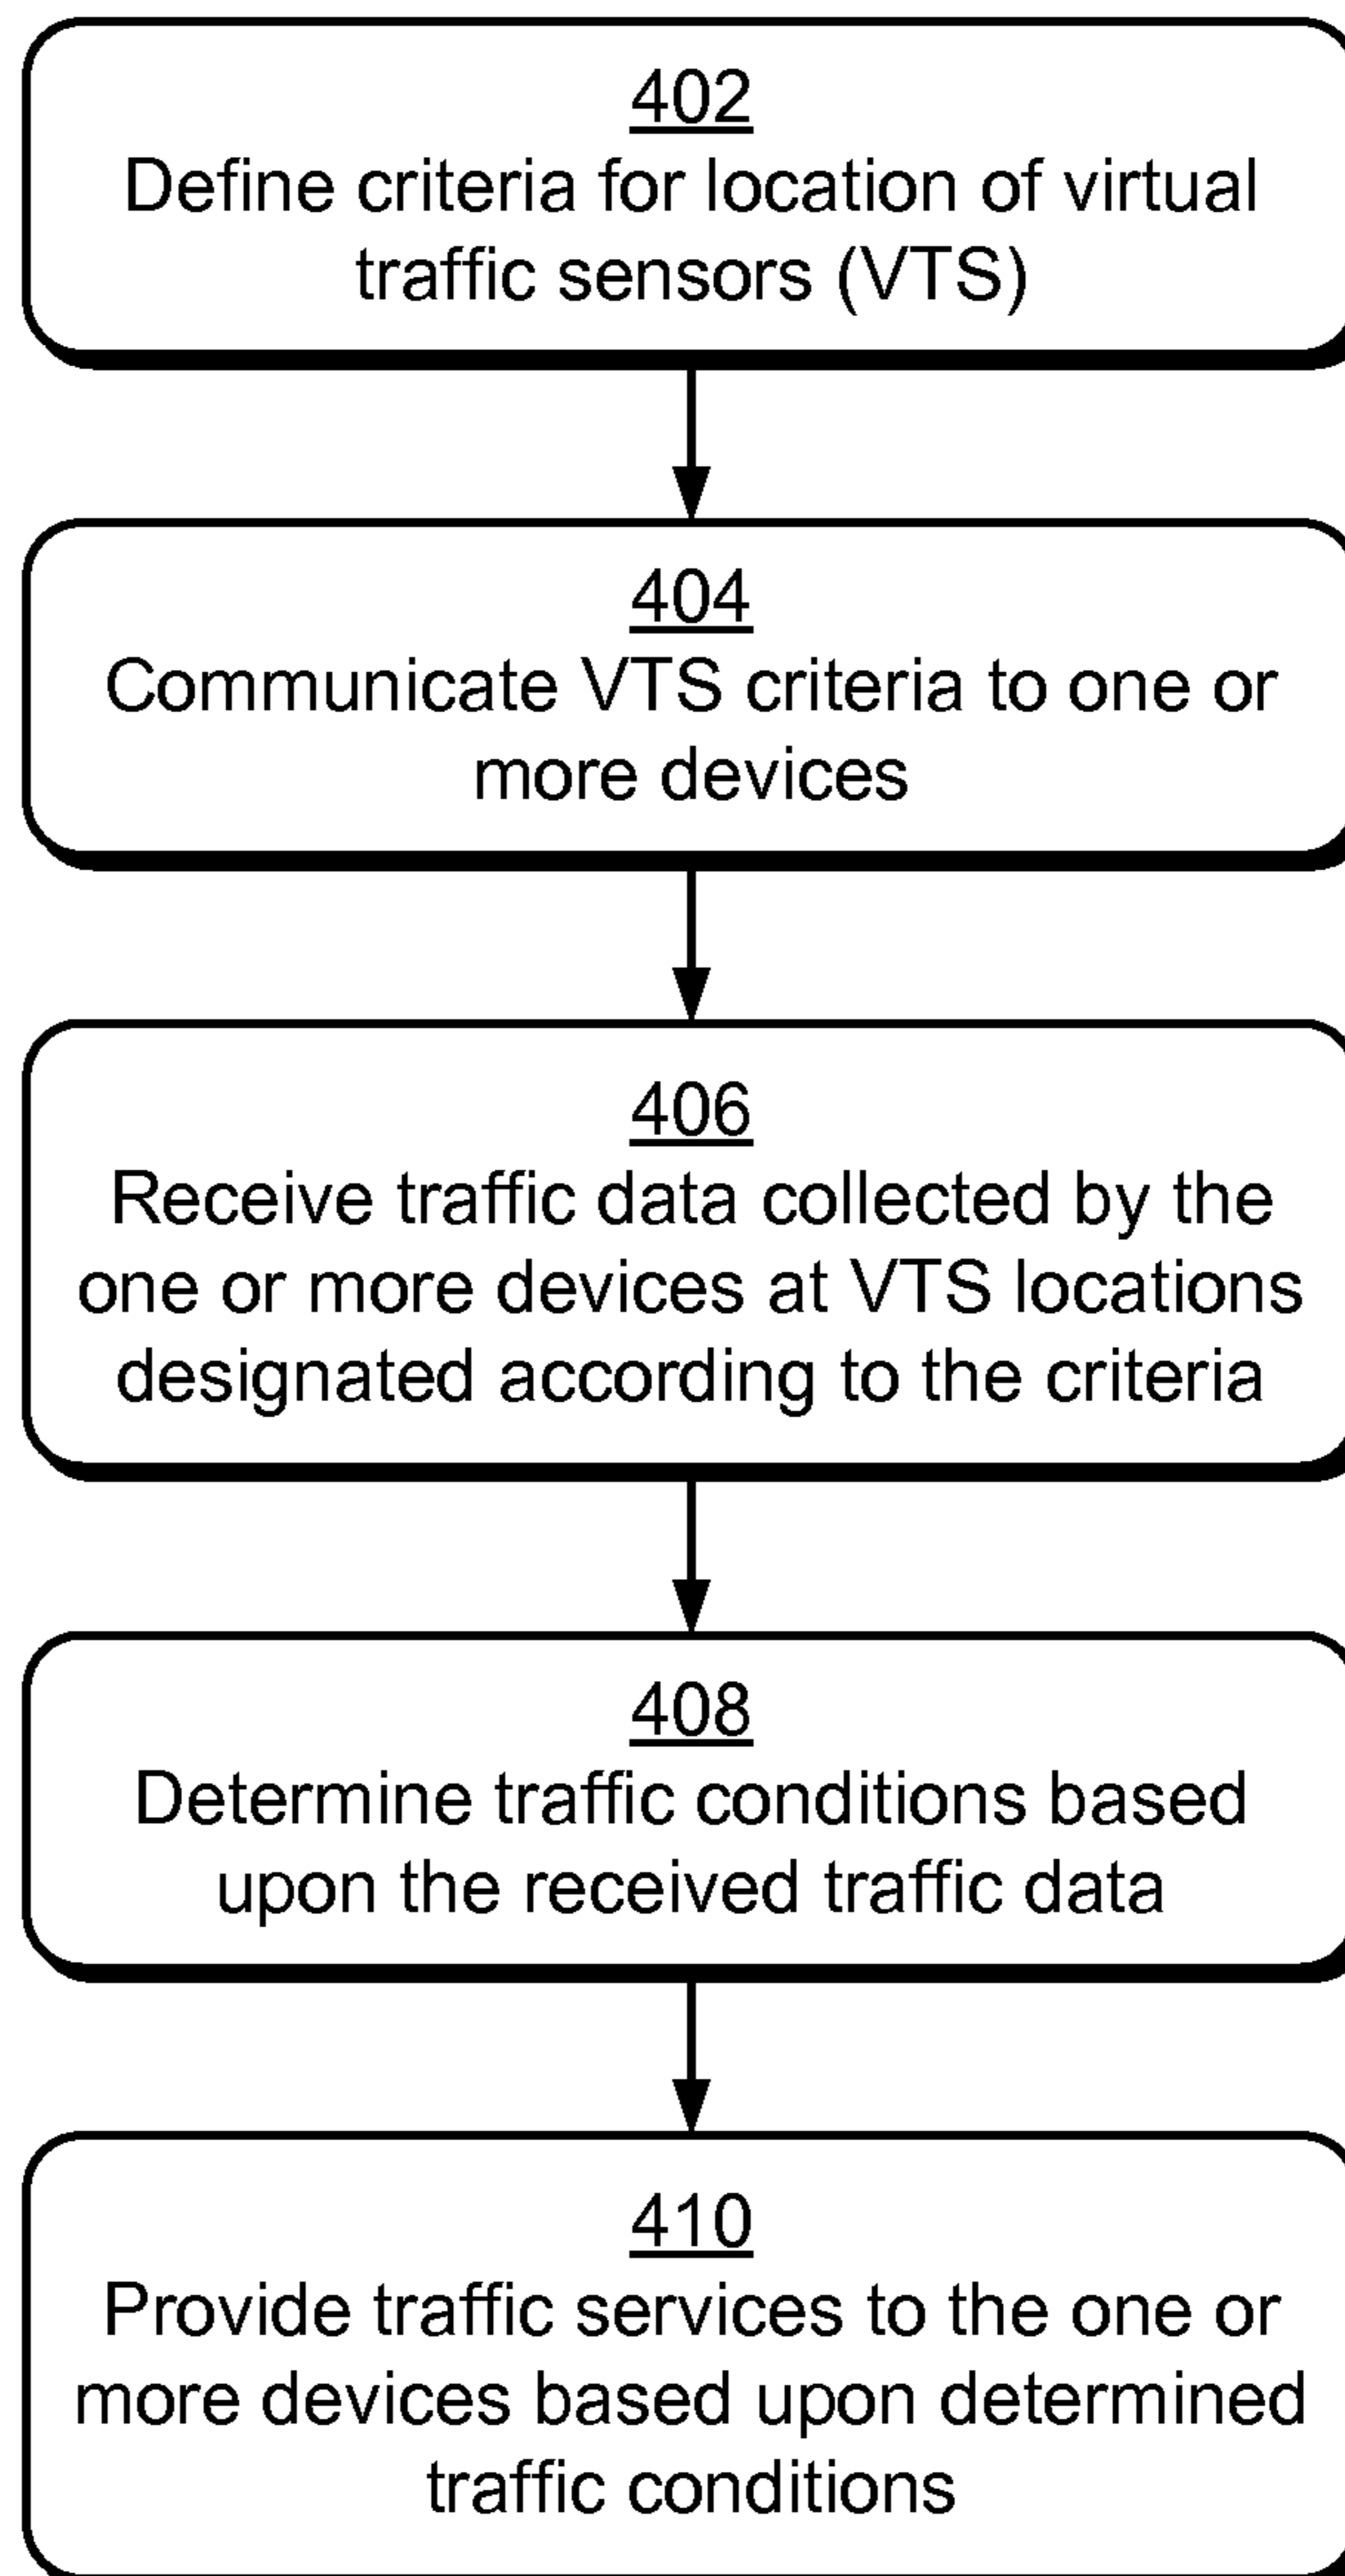 402
Define criteria for location of virtual
traffic sensors (VTS)
404
Communicate VTS criteria to one or
more devices
406
Receive traffic data collected by the
one or more devices at VTS locations
designated according to the criteria
408
Determine traffic conditions based
upon the received traffic data
410
Provide traffic services to the one or
more devices based upon determined
traffic conditions